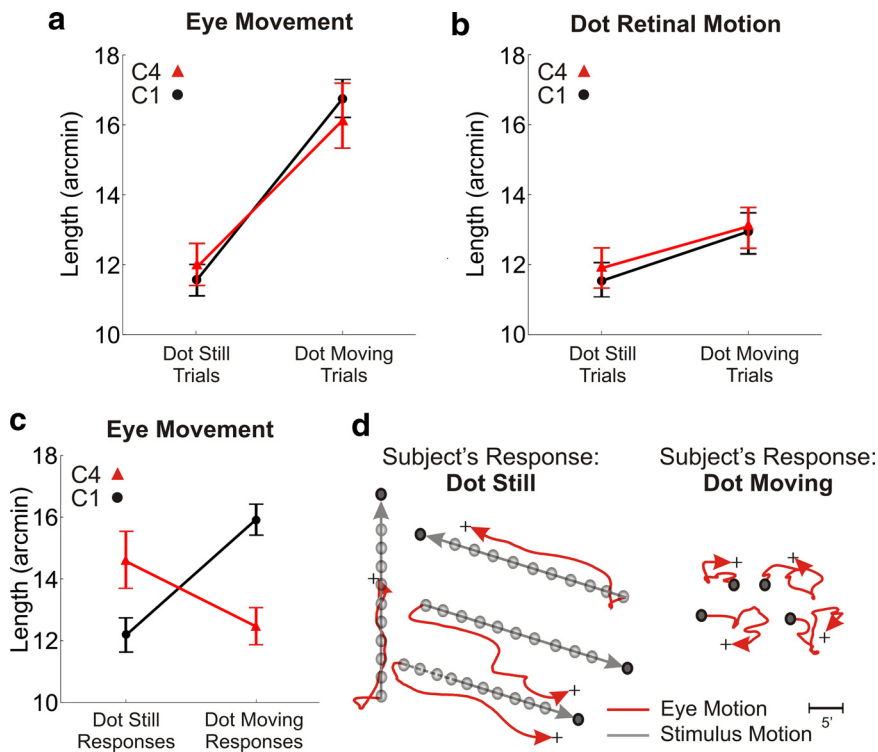 a
Eye Movement
18
16
14
12
10
Length (arcmin)
C4
C1
Dot Still
Trials
Dot Moving
Trials
b
Dot Retinal Motion
18
16
14
12
10
Length (arcmin)
C4
C1
Dot Still
Trials
Dot Moving
Trials
c
Eye Movement
18
16
14
12
10
Length (arcmin)
C4
C1
Dot Still
Responses
Dot Moving
Responses
d
Subject's Response:
Dot Still
Subject's Response:
Dot Moving
Eye Motion
Stimulus Motion
5'